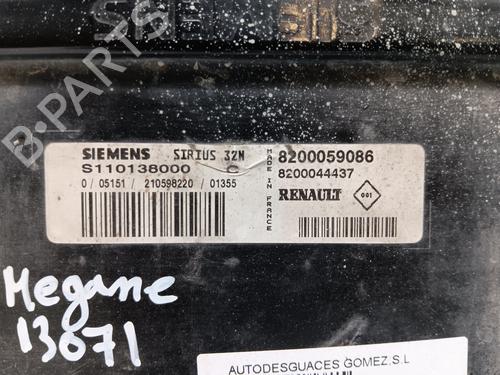 SIEMENS SIRIUS 32N
S110138000 C
0 / 05151 / 210598220 / 01355
MADE IN FRANCE
8200059086
8200044437
RENAULT 001
Megane
13071
AUTODESGUACES GOMEZ.S.L
B-PARTS